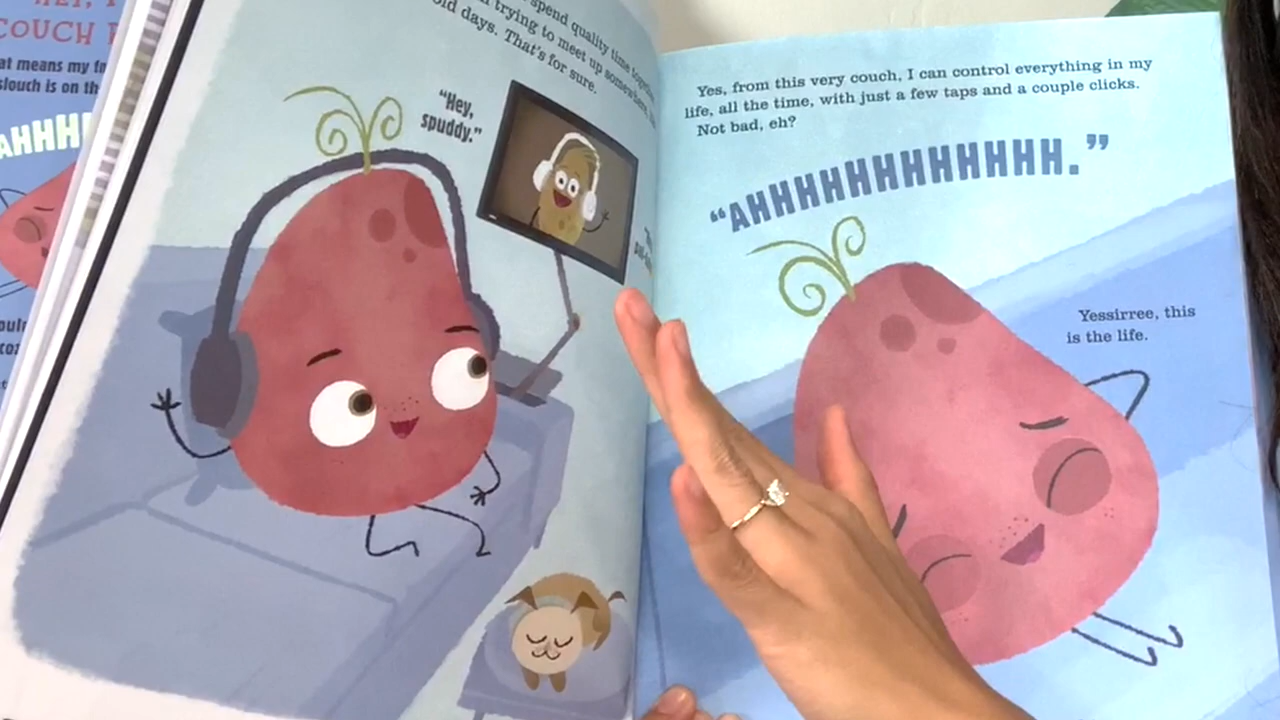 HEY, 
COUCH
at means my fa
slouch is on th
AHHH
spend quality time toge
trying to meet up somewhere,
old days. That's for sure.
"Hey,
spuddy."
Yes, from this very couch, I can control everything in my
life, all the time, with just a few taps and a couple clicks.
Not bad, eh?
"AHHHHHHHHHHHH."
Yessirree, this
is the life.